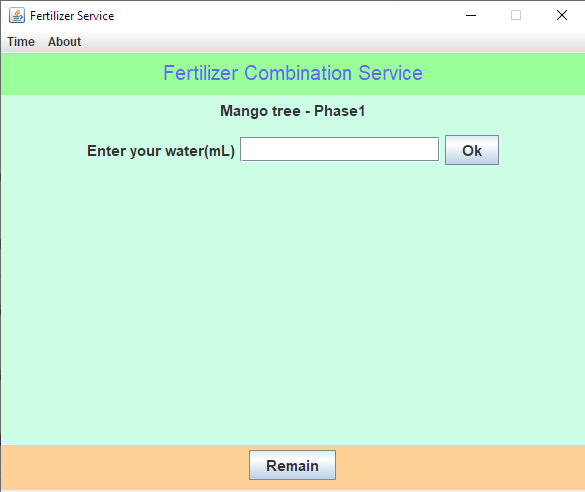 Fertilizer Service
Time About
Fertilizer Combination Service
Mango tree - Phase1
Enter your water(mL) Ok
Remain